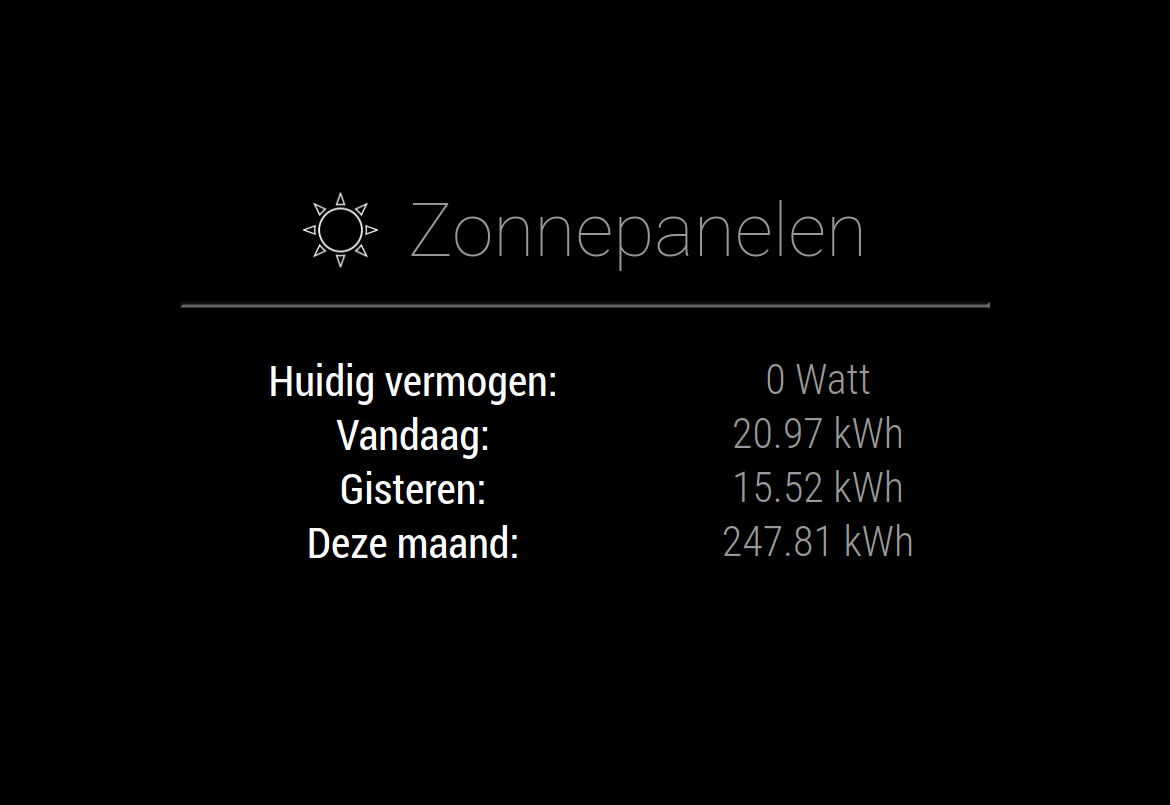 Zonnepanelen
Huidig vermogen: 0 Watt
Vandaag: 20.97 kWh
Gisteren: 15.52 kWh
Deze maand: 247.81 kWh